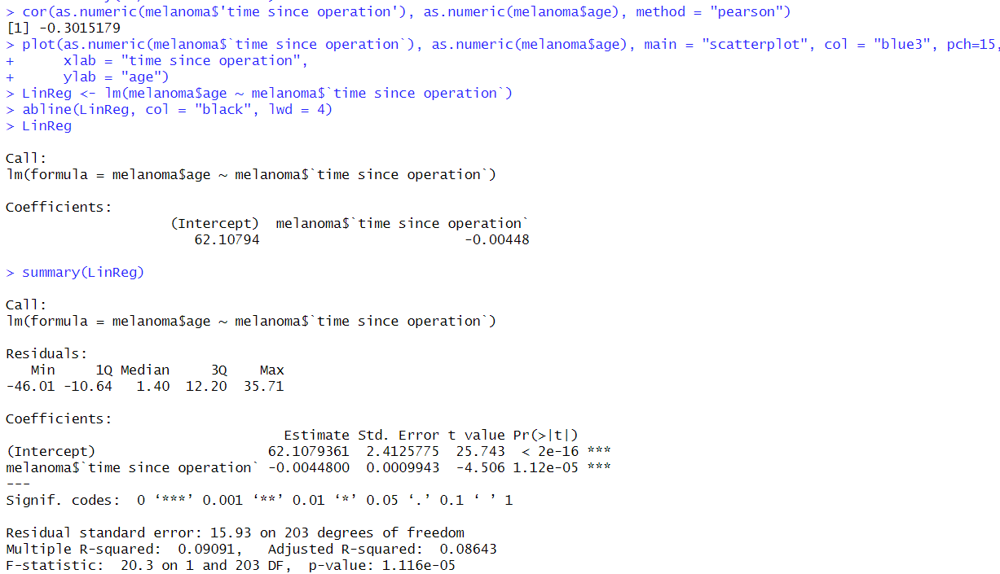 > cor(as.numeric(melanoma$'time since operation'), as.numeric(melanoma$age), method = "pearson")
[1] -0.3015179
> plot(as.numeric(melanoma$`time since operation`), as.numeric(melanoma$age), main = "scatterplot", col = "blue3", pch=15,
+      xlab = "time since operation",
+      ylab = "age")
> LinReg <- lm(melanoma$age ~ melanoma$`time since operation`)
> abline(LinReg, col = "black", lwd = 4)
> LinReg
Call:
lm(formula = melanoma$age ~ melanoma$`time since operation`)
Coefficients:
                    (Intercept)  melanoma$`time since operation`
                       62.10794                         -0.00448
> summary(LinReg)
Call:
lm(formula = melanoma$age ~ melanoma$`time since operation`)
Residuals:
   Min     1Q Median     3Q    Max
-46.01 -10.64   1.40  12.20  35.71
Coefficients:
                                  Estimate Std. Error t value Pr(>|t|)
(Intercept)                     62.1079361  2.4125775  25.743  < 2e-16 ***
melanoma$`time since operation` -0.0044800  0.0009943  -4.506 1.12e-05 ***
---
Signif. codes:  0 ‘***’ 0.001 ‘**’ 0.01 ‘*’ 0.05 ‘.’ 0.1 ‘ ’ 1
Residual standard error: 15.93 on 203 degrees of freedom
Multiple R-squared:  0.09091,   Adjusted R-squared:  0.08643
F-statistic:  20.3 on 1 and 203 DF,  p-value: 1.116e-05